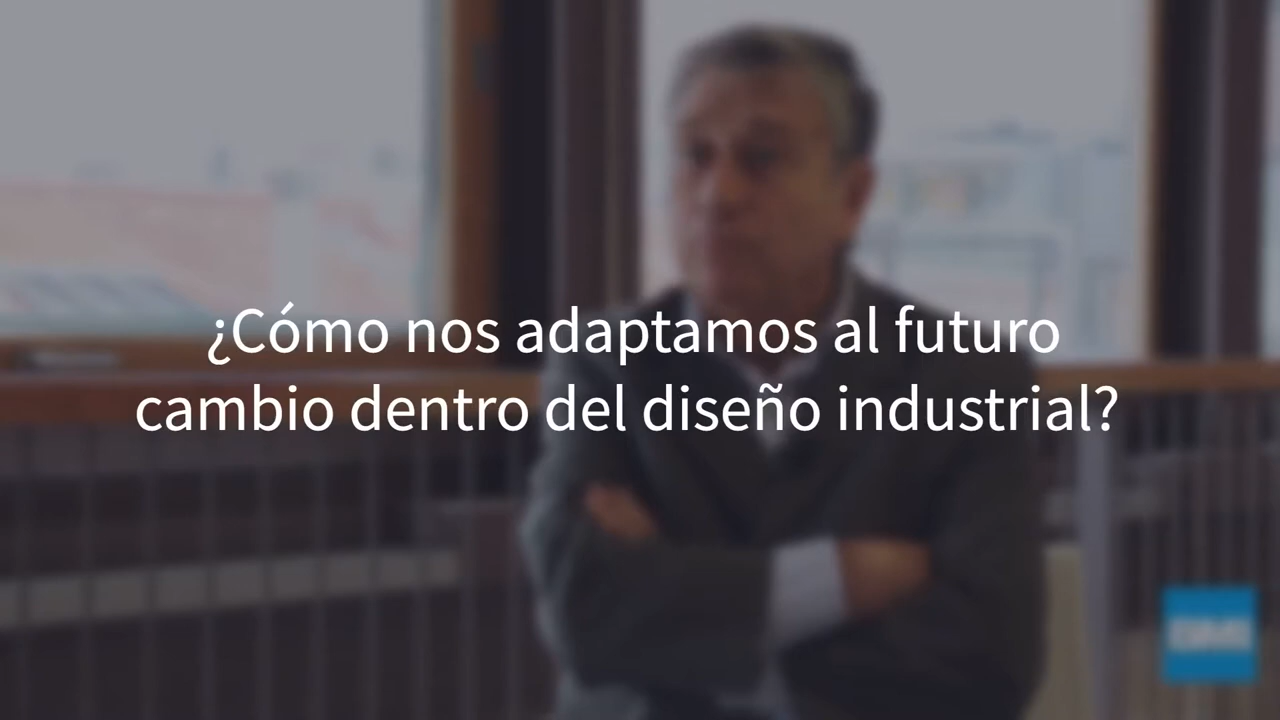 ¿Cómo nos adaptamos al futuro
cambio dentro del diseño industrial?